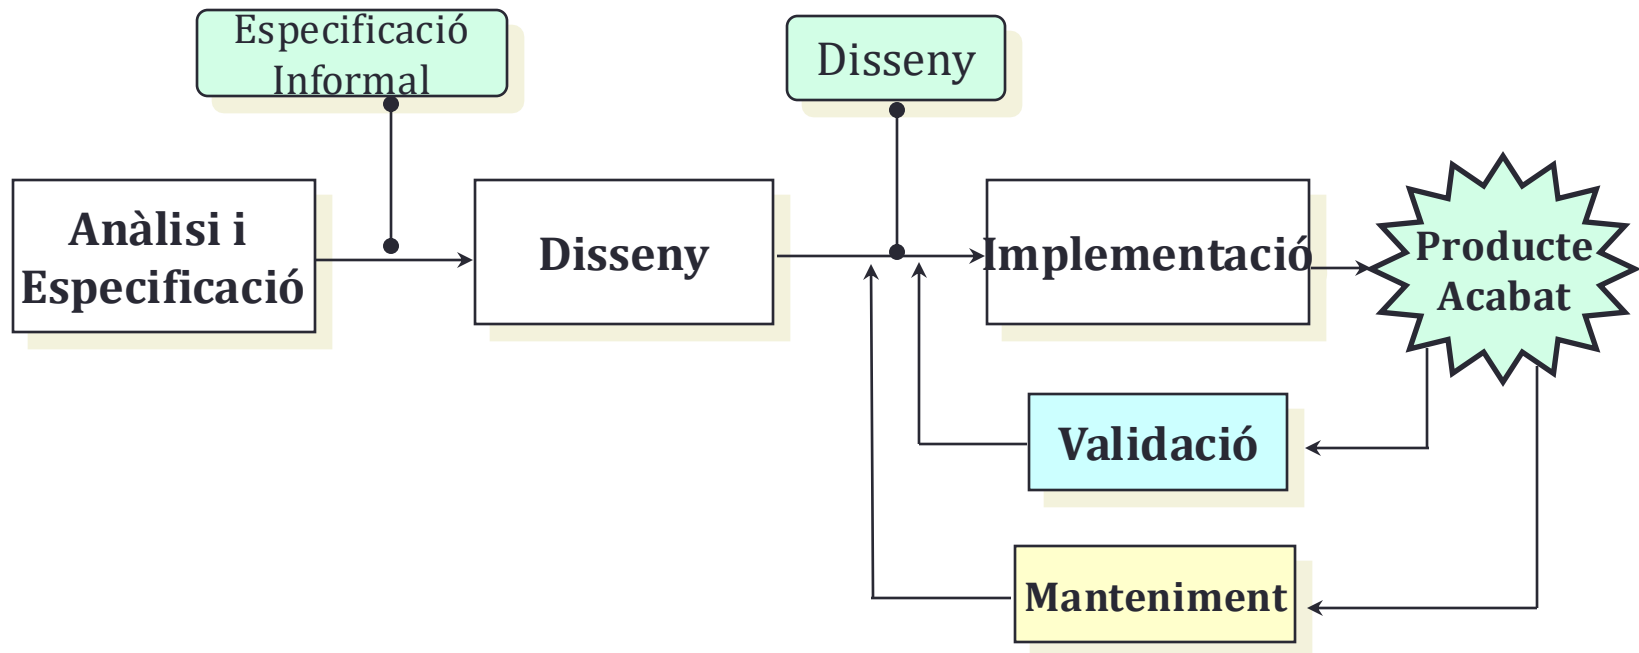 Especificació
Informal
Disseny
Anàlisi i
Especificació
Disseny
Implementació
Producte
Acabat
Validació
Manteniment